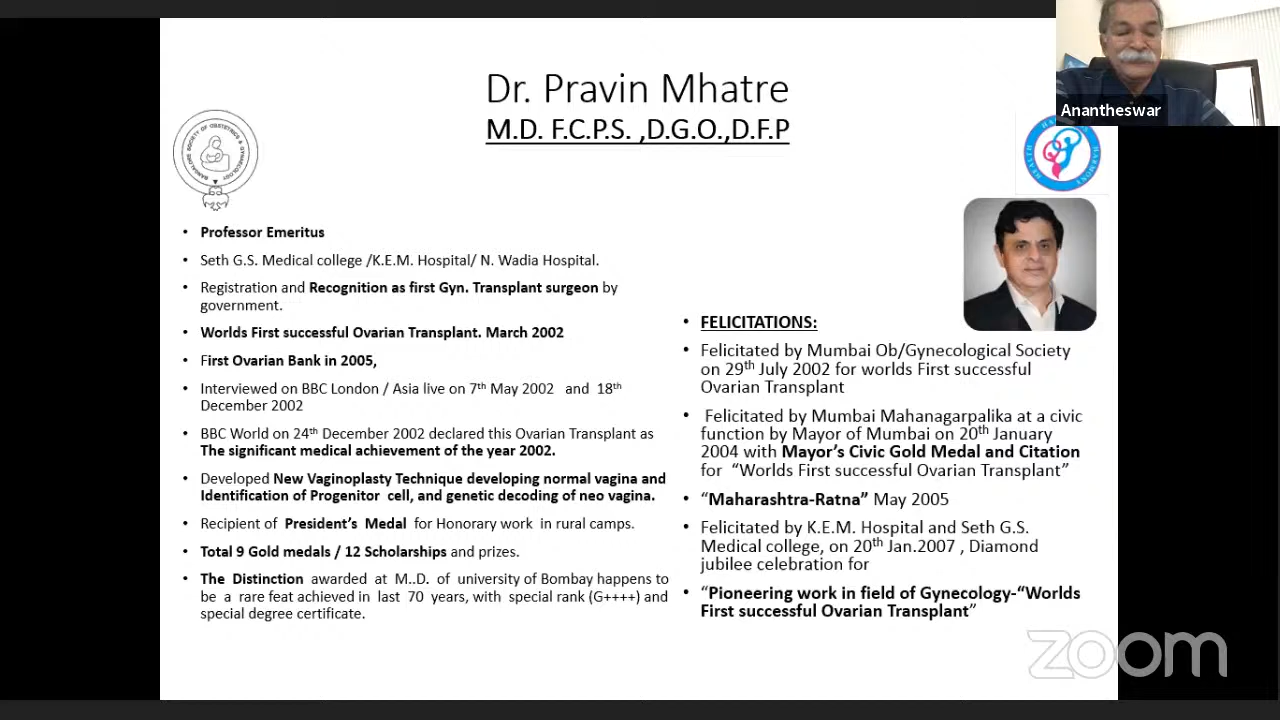 Dr. Pravin Mhatre
M.D. F.C.P.S. ,D.G.O.,D.F.P
Anantheswar
BANGALORE SOCIETY OF OBSTETRICS & GYNECOLOGY
HEALTH
HARMONY
• Professor Emeritus
• Seth G.S. Medical college /K.E.M. Hospital/ N. Wadia Hospital.
• Registration and Recognition as first Gyn. Transplant surgeon by
government.
• Worlds First successful Ovarian Transplant. March 2002
• First Ovarian Bank in 2005,
• Interviewed on BBC London / Asia live on 7th May 2002 and 18th
December 2002
• BBC World on 24th December 2002 declared this Ovarian Transplant as
The significant medical achievement of the year 2002.
• Developed New Vaginoplasty Technique developing normal vagina and
Identification of Progenitor cell, and genetic decoding of neo vagina.
• Recipient of President’s Medal for Honorary work in rural camps.
• Total 9 Gold medals / 12 Scholarships and prizes.
• The Distinction awarded at M..D. of university of Bombay happens to
be a rare feat achieved in last 70 years, with special rank (G++++) and
special degree certificate.
• FELICITATIONS:
• Felicitated by Mumbai Ob/Gynecological Society
on 29th July 2002 for worlds First successful
Ovarian Transplant
• Felicitated by Mumbai Mahanagarpalika at a civic
function by Mayor of Mumbai on 20th January
2004 with Mayor’s Civic Gold Medal and Citation
for “Worlds First successful Ovarian Transplant”
• “Maharashtra-Ratna” May 2005
• Felicitated by K.E.M. Hospital and Seth G.S.
Medical college, on 20th Jan.2007 , Diamond
jubilee celebration for
• “Pioneering work in field of Gynecology-“Worlds
First successful Ovarian Transplant”
zoom